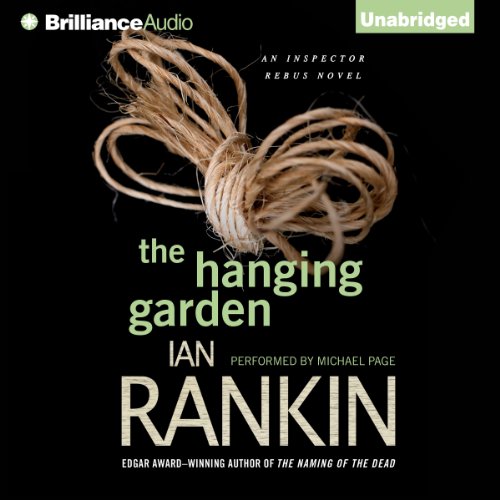 BrillianceAudio
Unabridged
AN INSPECTOR
REBUS NOVEL
the hanging
garden
IAN
PERFORMED BY MICHAEL PAGE
RANKIN
EDGAR AWARD–WINNING AUTHOR OF THE NAMING OF THE DEAD